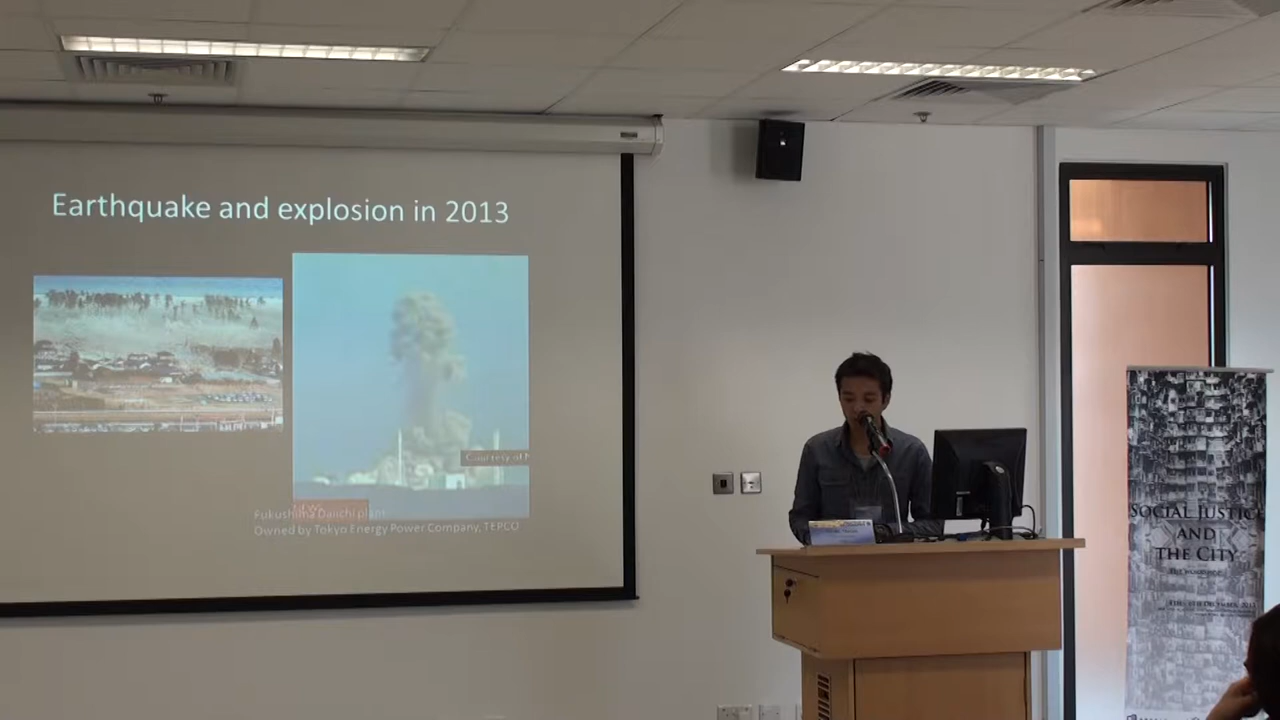 Earthquake and explosion in 2013
Courtesy of N
Fukushima Daiichi plant
Owned by Tokyo Energy Power Company, TEPCO
SOCIAL JUSTIC
AND
THE CITY